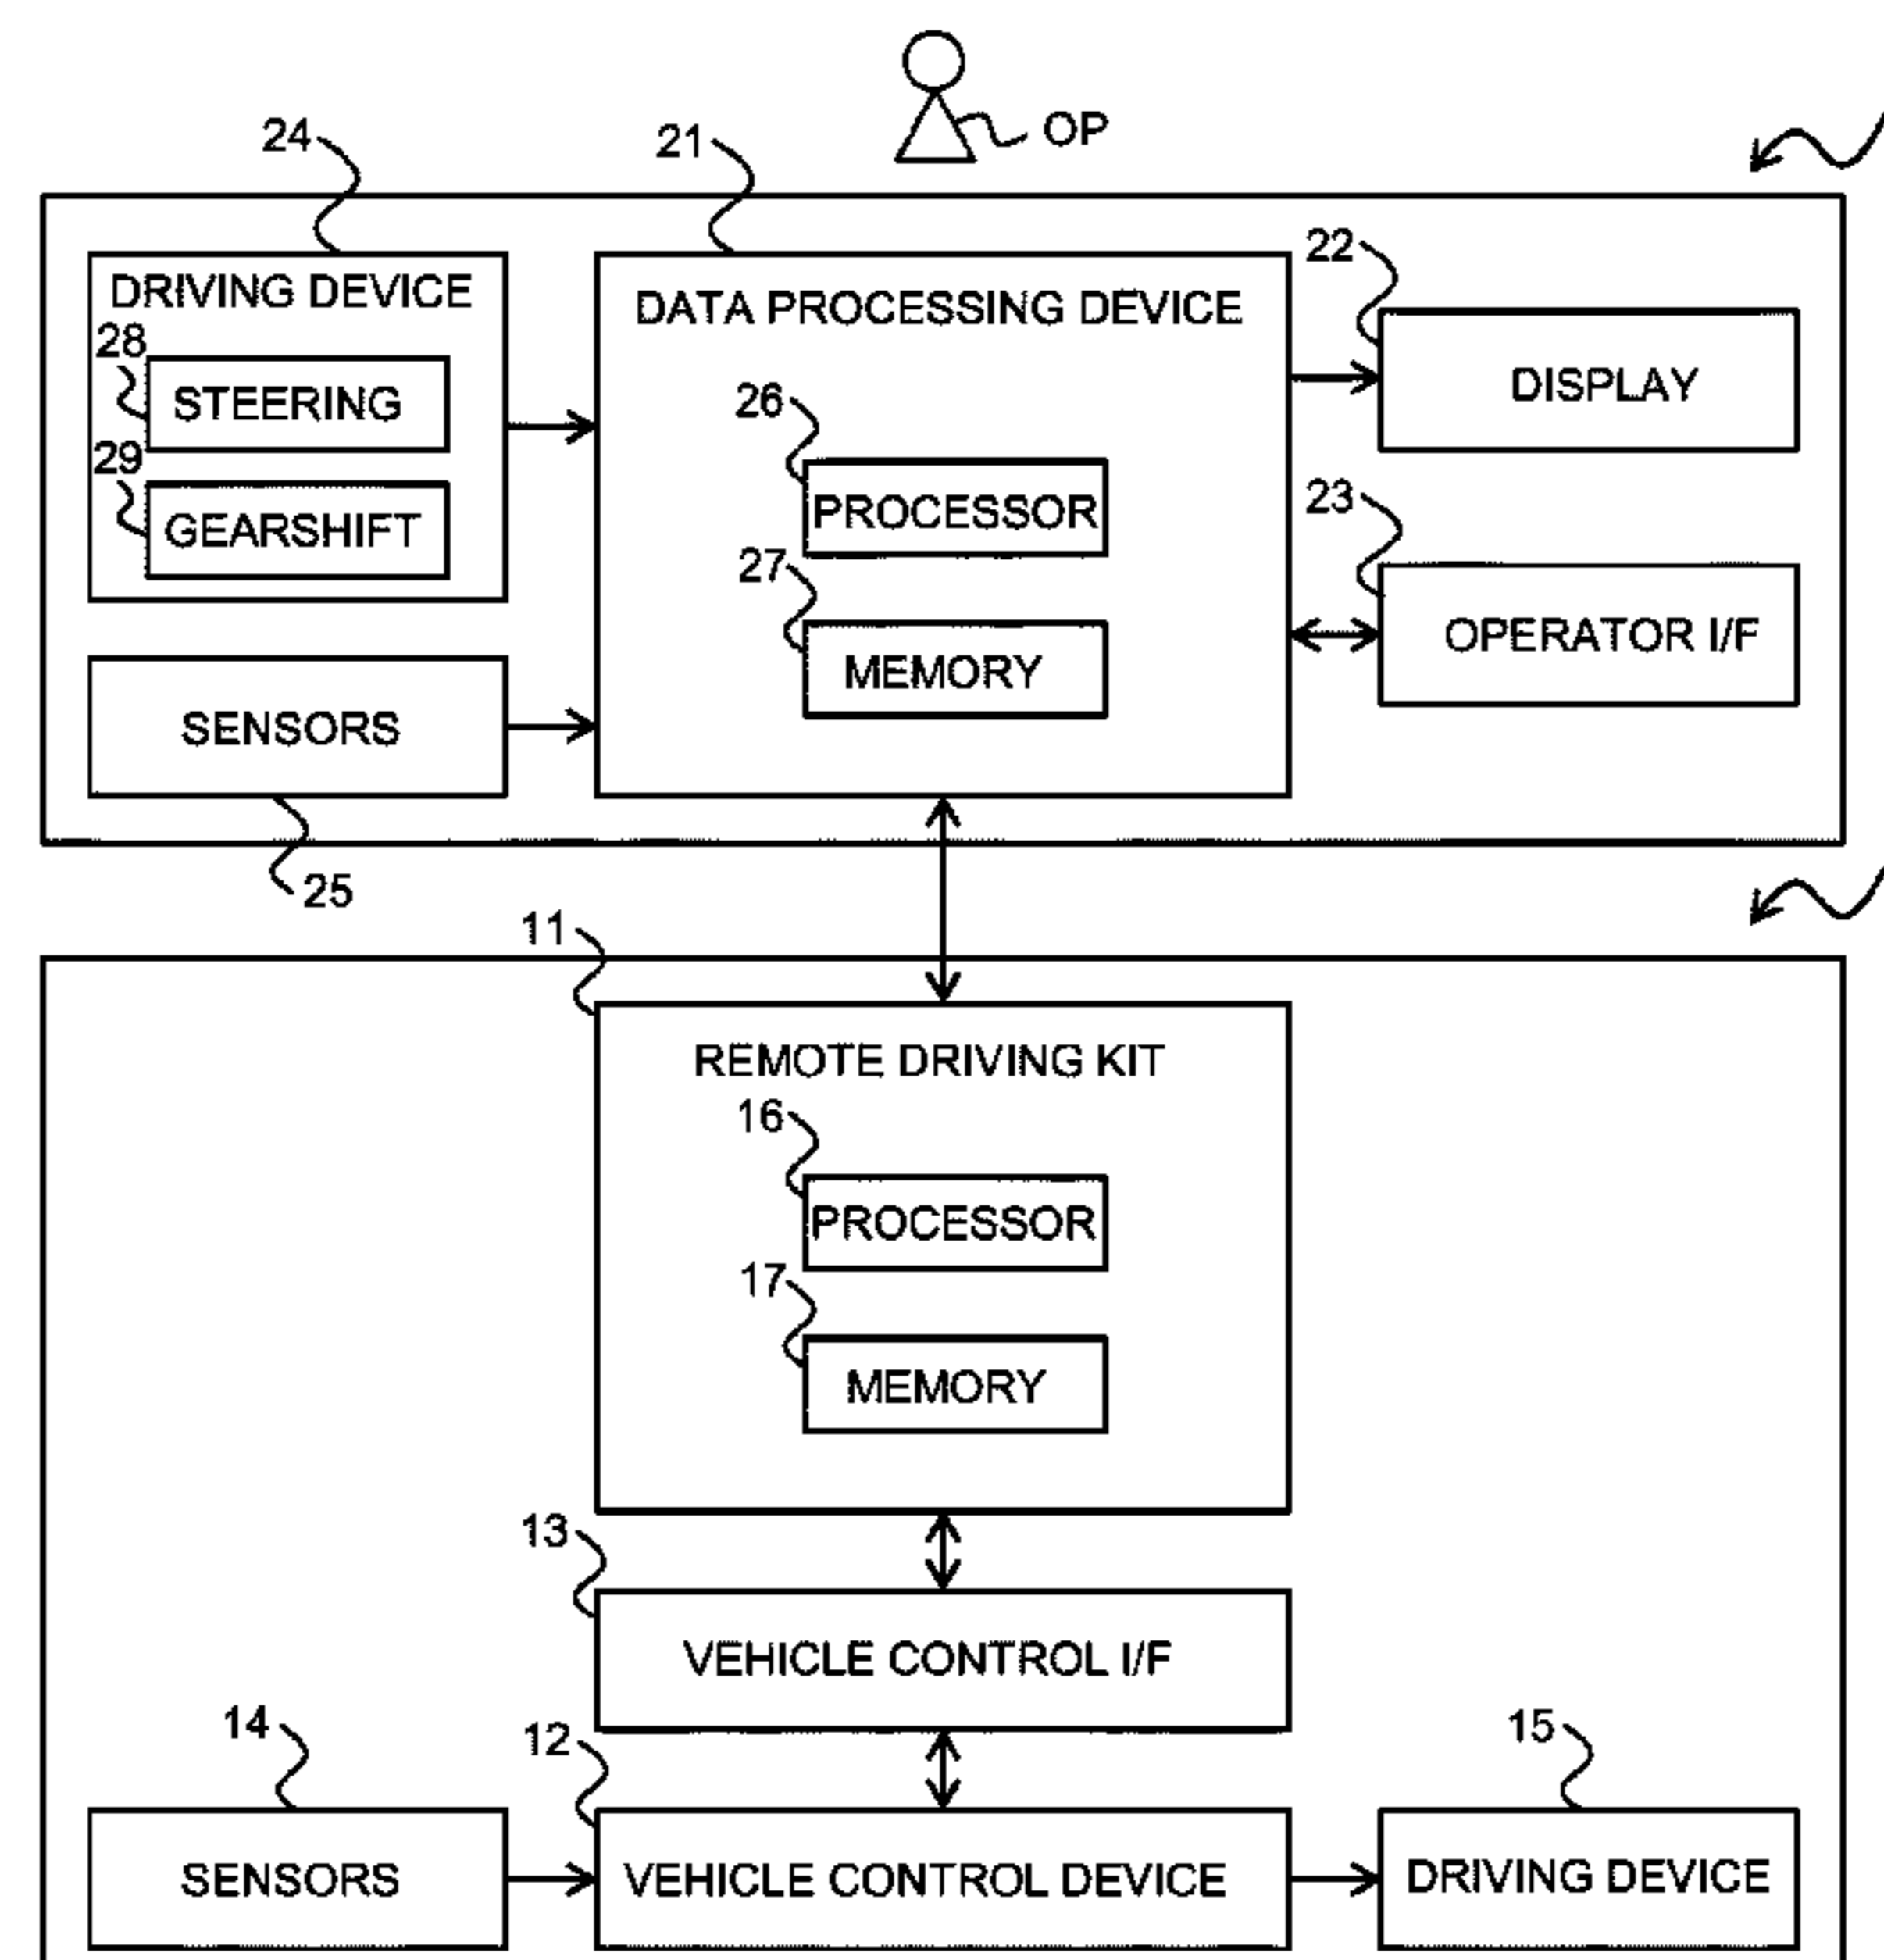 OP
24
21
22
DRIVING DEVICE
DATA PROCESSING DEVICE
28
STEERING
26
DISPLAY
29
GEARSHIFT
PROCESSOR
23
27
SENSORS
MEMORY
OPERATOR I/F
25
11
REMOTE DRIVING KIT
16
PROCESSOR
17
MEMORY
13
VEHICLE CONTROL I/F
14
12
15
SENSORS
VEHICLE CONTROL DEVICE
DRIVING DEVICE